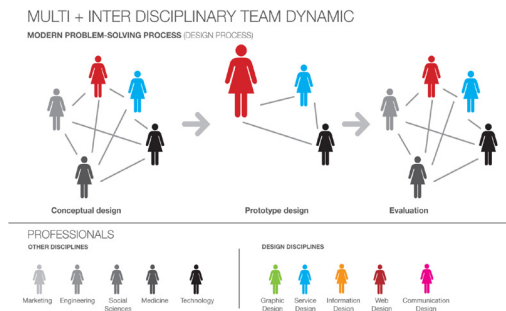 MULTI + INTER DISCIPLINARY TEAM DYNAMIC
MODERN PROBLEM-SOLVING PROCESS (DESIGN PROCESS)
Conceptual design
Prototype design
Evaluation
PROFESSIONALS
OTHER DISCIPLINES
DESIGN DISCIPLINES
Marketing
Engineering
Social
Sciences
Medicine
Technology
Graphic
Design
Service
Design
Information
Design
Web
Design
Communication
Design